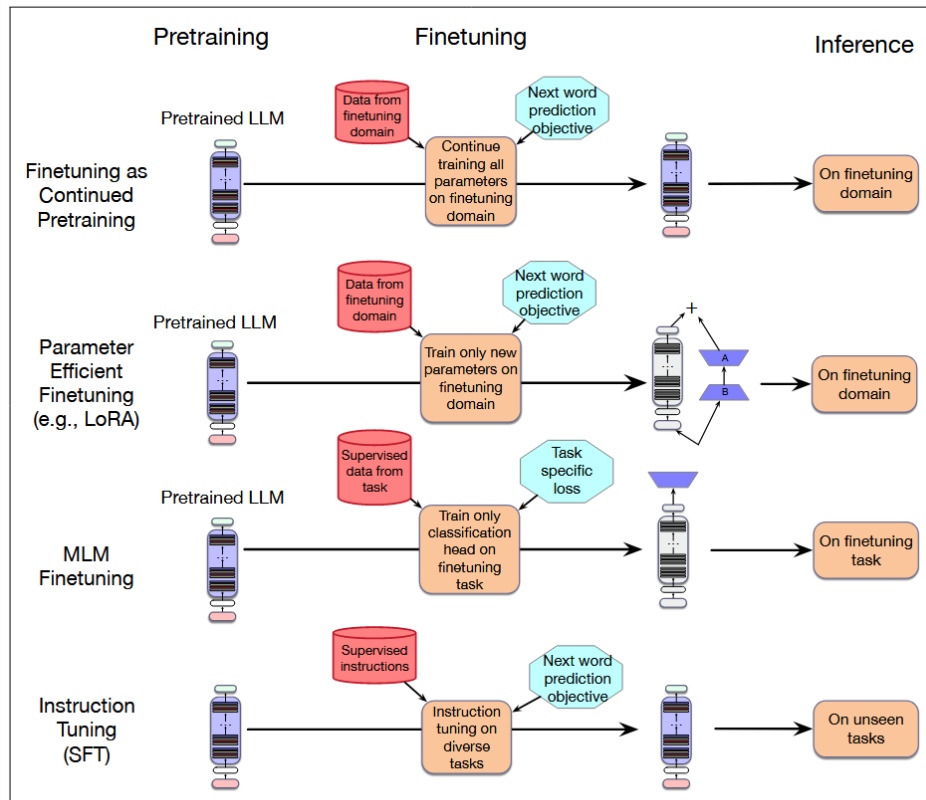 Pretraining
Finetuning
Inference
Finetuning as
Continued
Pretraining
Pretrained LLM
Data from
finetuning
domain
Next word
prediction
objective
Continue
training all
parameters
on finetuning
domain
On finetuning
domain
Parameter
Efficient
Finetuning
(e.g., LoRA)
Pretrained LLM
Data from
finetuning
domain
Next word
prediction
objective
Train only new
parameters on
finetuning
domain
+
A
B
On finetuning
domain
MLM
Finetuning
Pretrained LLM
Supervised
data from
task
Task
specific
loss
Train only
classification
head on
finetuning
task
On finetuning
task
Instruction
Tuning
(SFT)
Supervised
instructions
Next word
prediction
objective
Instruction
tuning on
diverse
tasks
On unseen
tasks